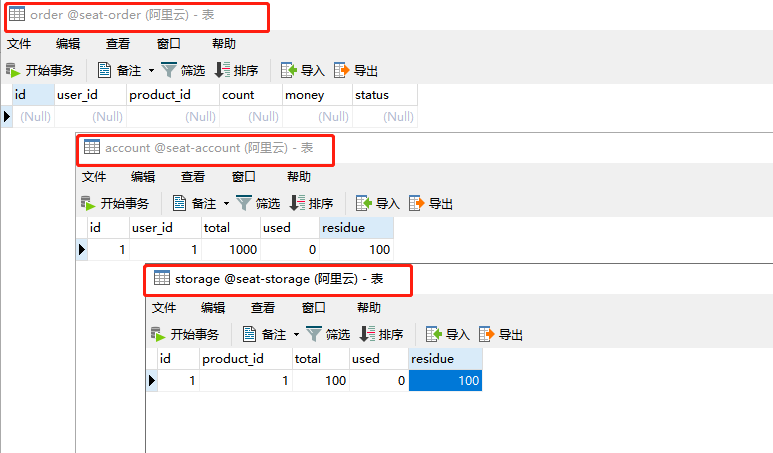 order @seat-order (阿里云) - 表
文件 编辑 查看 窗口 帮助
开始事务 备注 筛选 排序 导入 导出
id user_id product_id count money status
(Null) (Null) (Null) (Null) (Null) (Null)
account @seat-account (阿里云) - 表
文件 编辑 查看 窗口 帮助
开始事务 备注 筛选 排序 导入 导出
id user_id total used residue
1 1 1000 0 100
storage @seat-storage (阿里云) - 表
文件 编辑 查看 窗口 帮助
开始事务 备注 筛选 排序 导入 导出
id product_id total used residue
1 1 100 0 100